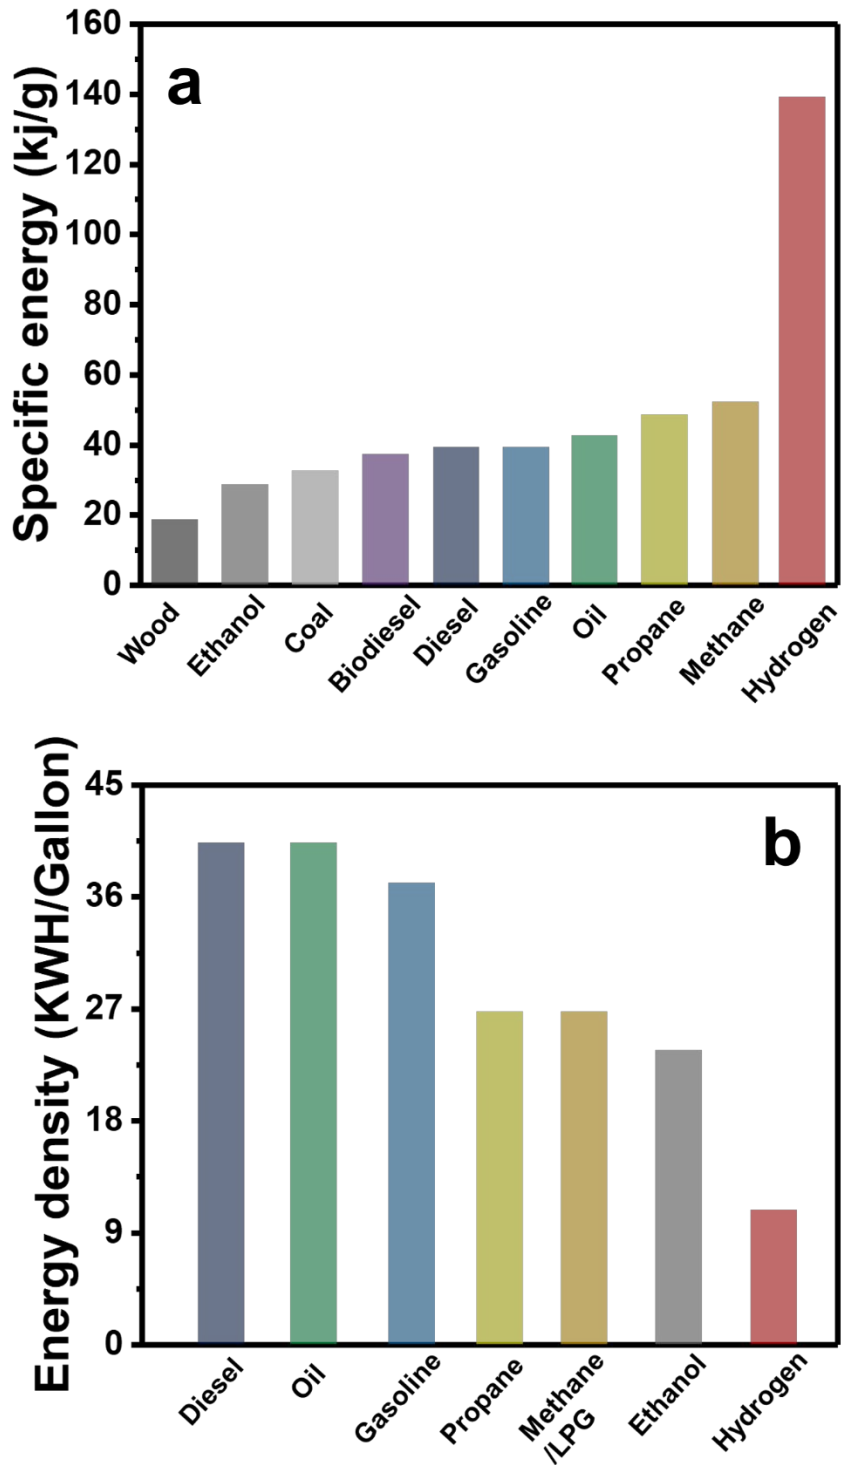 a
Specific energy (kj/g)
160
140
120
100
80
60
40
20
0
Wood
Ethanol
Coal
Biodiesel
Diesel
Gasoline
Oil
Propane
Methane
Hydrogen
b
Energy density (KWH/Gallon)
45
36
27
18
9
0
Diesel
Oil
Gasoline
Propane
Methane
/LPG
Ethanol
Hydrogen